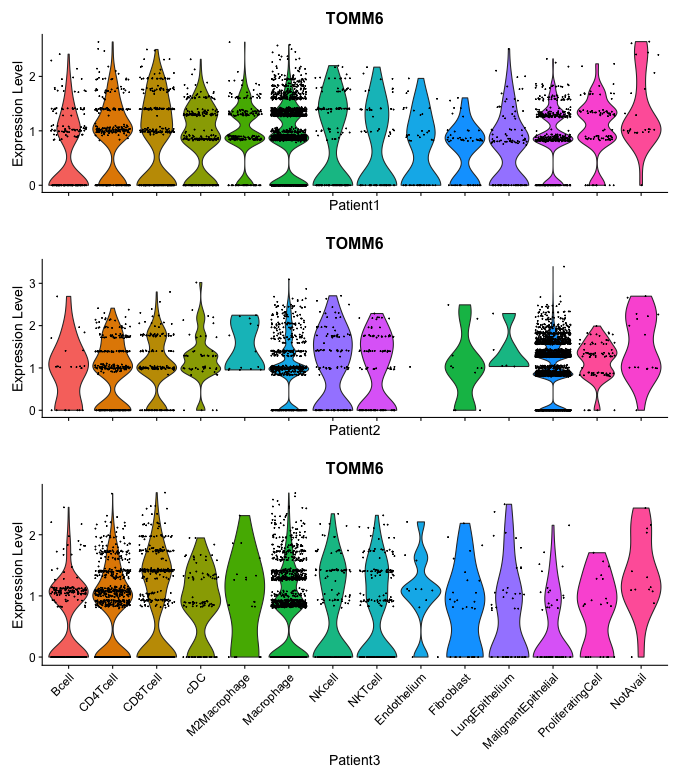 TOMM6
Expression Level
2
1
0
Patient1
TOMM6
Expression Level
3
2
1
0
Patient2
TOMM6
Expression Level
2
1
0
Bcell
CD4Tcell
CD8Tcell
cDC
M2Macrophage
Macrophage
NKcell
NKTcell
Endothelium
Fibroblast
LungEpithelium
MalignantEpithelial
ProliferatingCell
NotAvail
Patient3